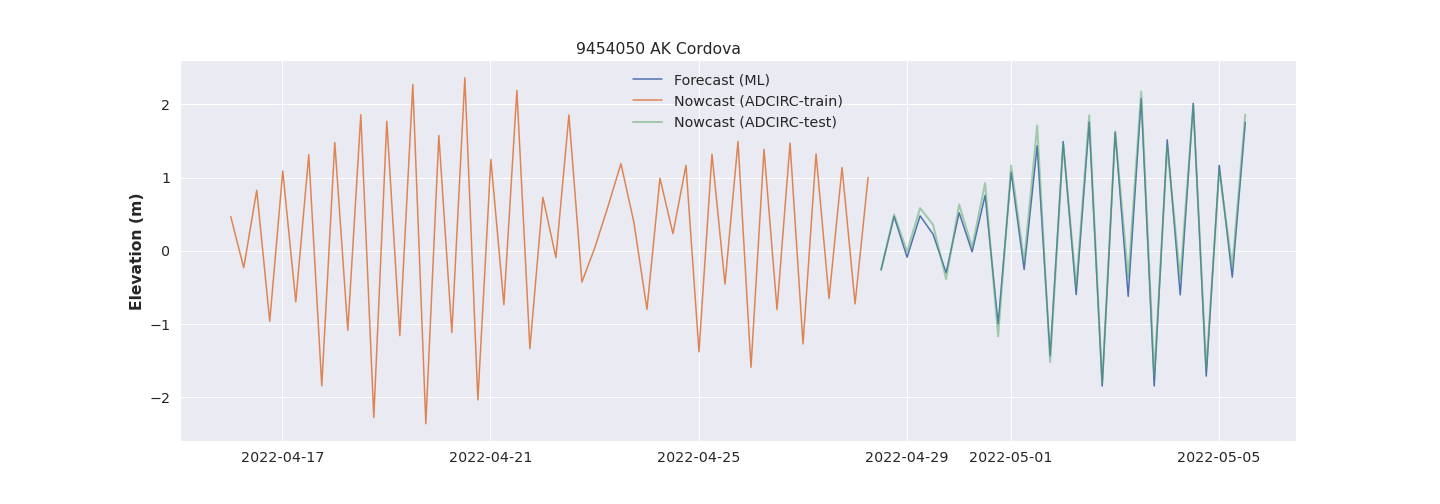 9454050 AK Cordova
Forecast (ML)
Nowcast (ADCIRC-train)
Nowcast (ADCIRC-test)
Elevation (m)
2
1
0
−1
−2
2022-04-17
2022-04-21
2022-04-25
2022-04-29
2022-05-01
2022-05-05